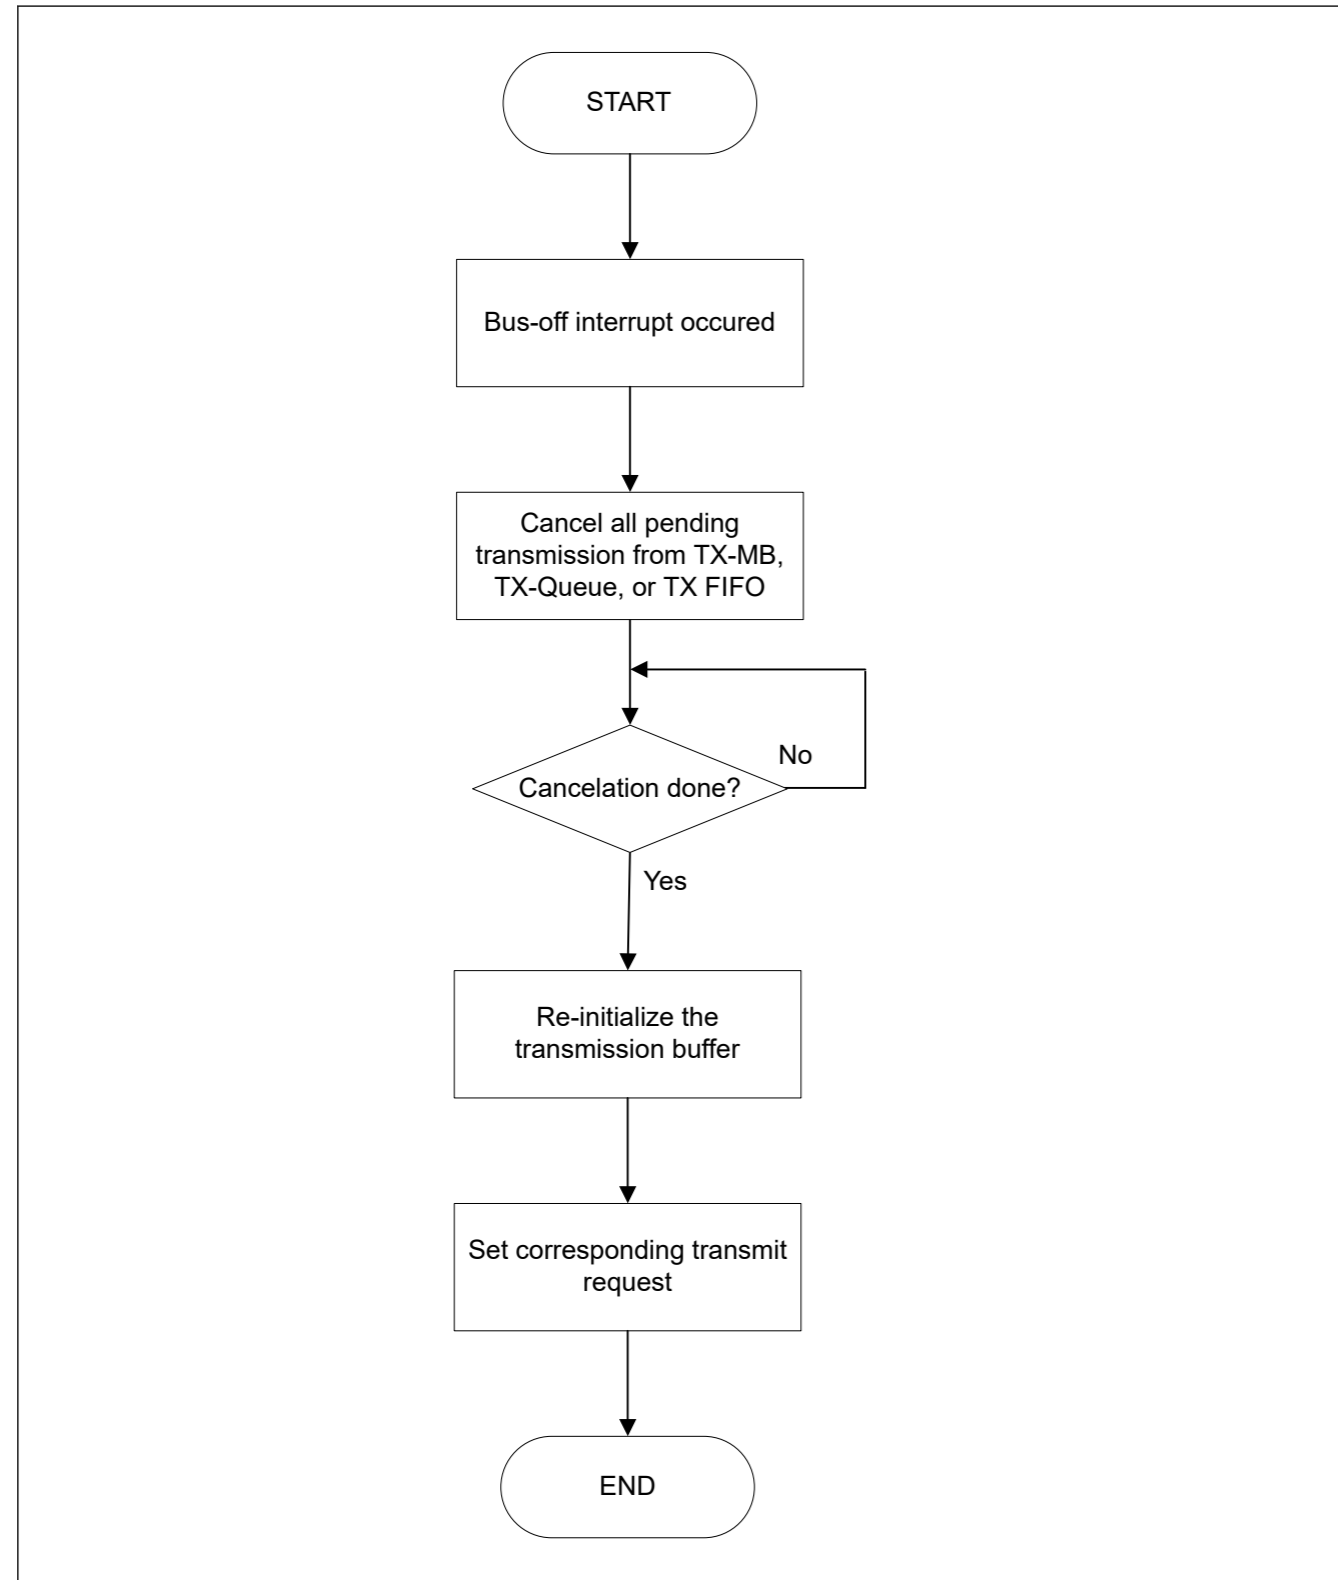 START
Bus-off interrupt occured
Cancel all pending
transmission from TX-MB,
TX-Queue, or TX FIFO
No
Cancelation done?
Yes
Re-initialize the
transmission buffer
Set corresponding transmit
request
END